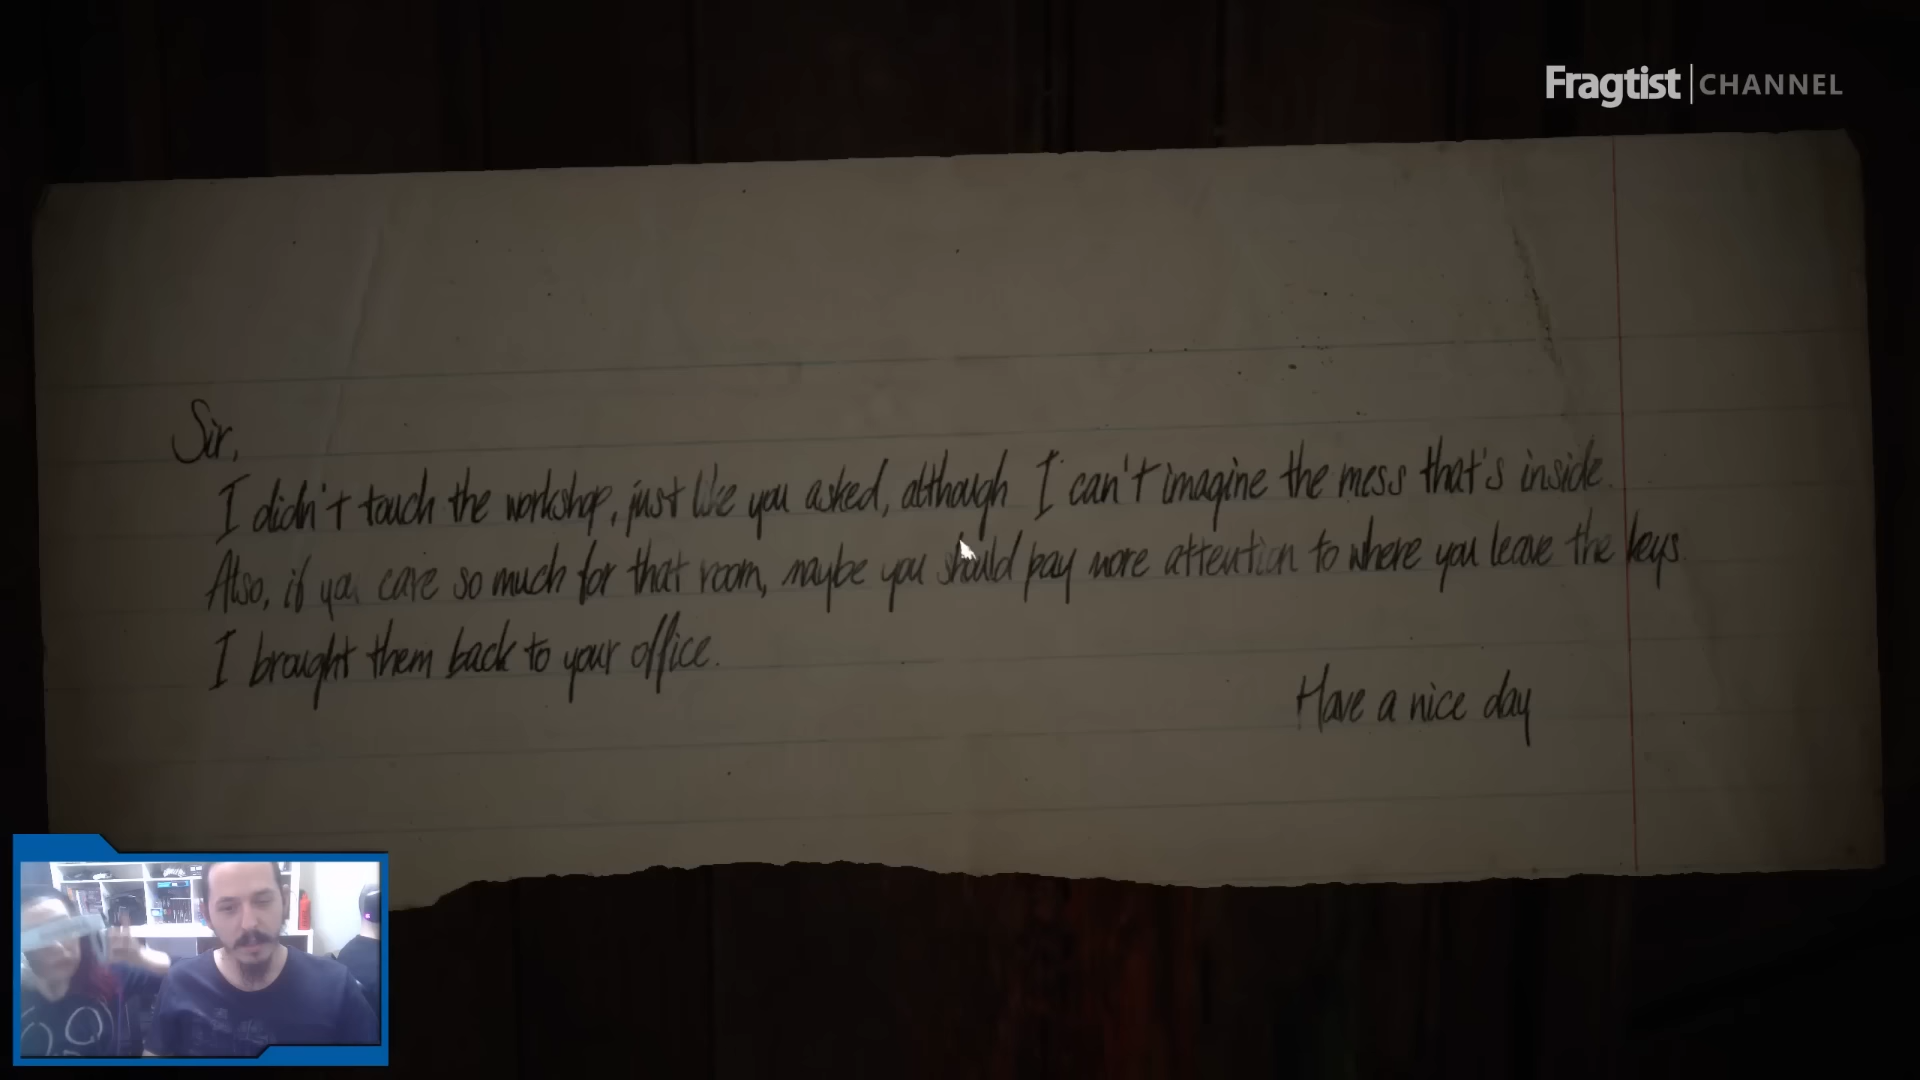 Fragtist CHANNEL
Sir,
I didn't touch the workshop, just like you asked, although I can't imagine the mess that's inside.
Also, if you care so much for that room, maybe you should pay more attention to where you leave the keys.
I brought them back to your office.
Have a nice day